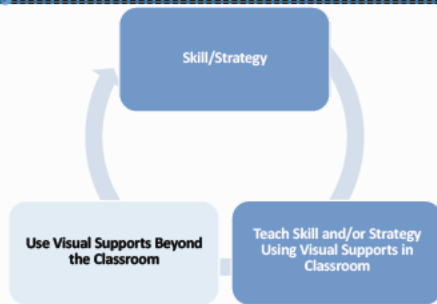 Skill/Strategy
Teach Skill and/or Strategy
Using Visual Supports in
Classroom
Use Visual Supports Beyond
the Classroom